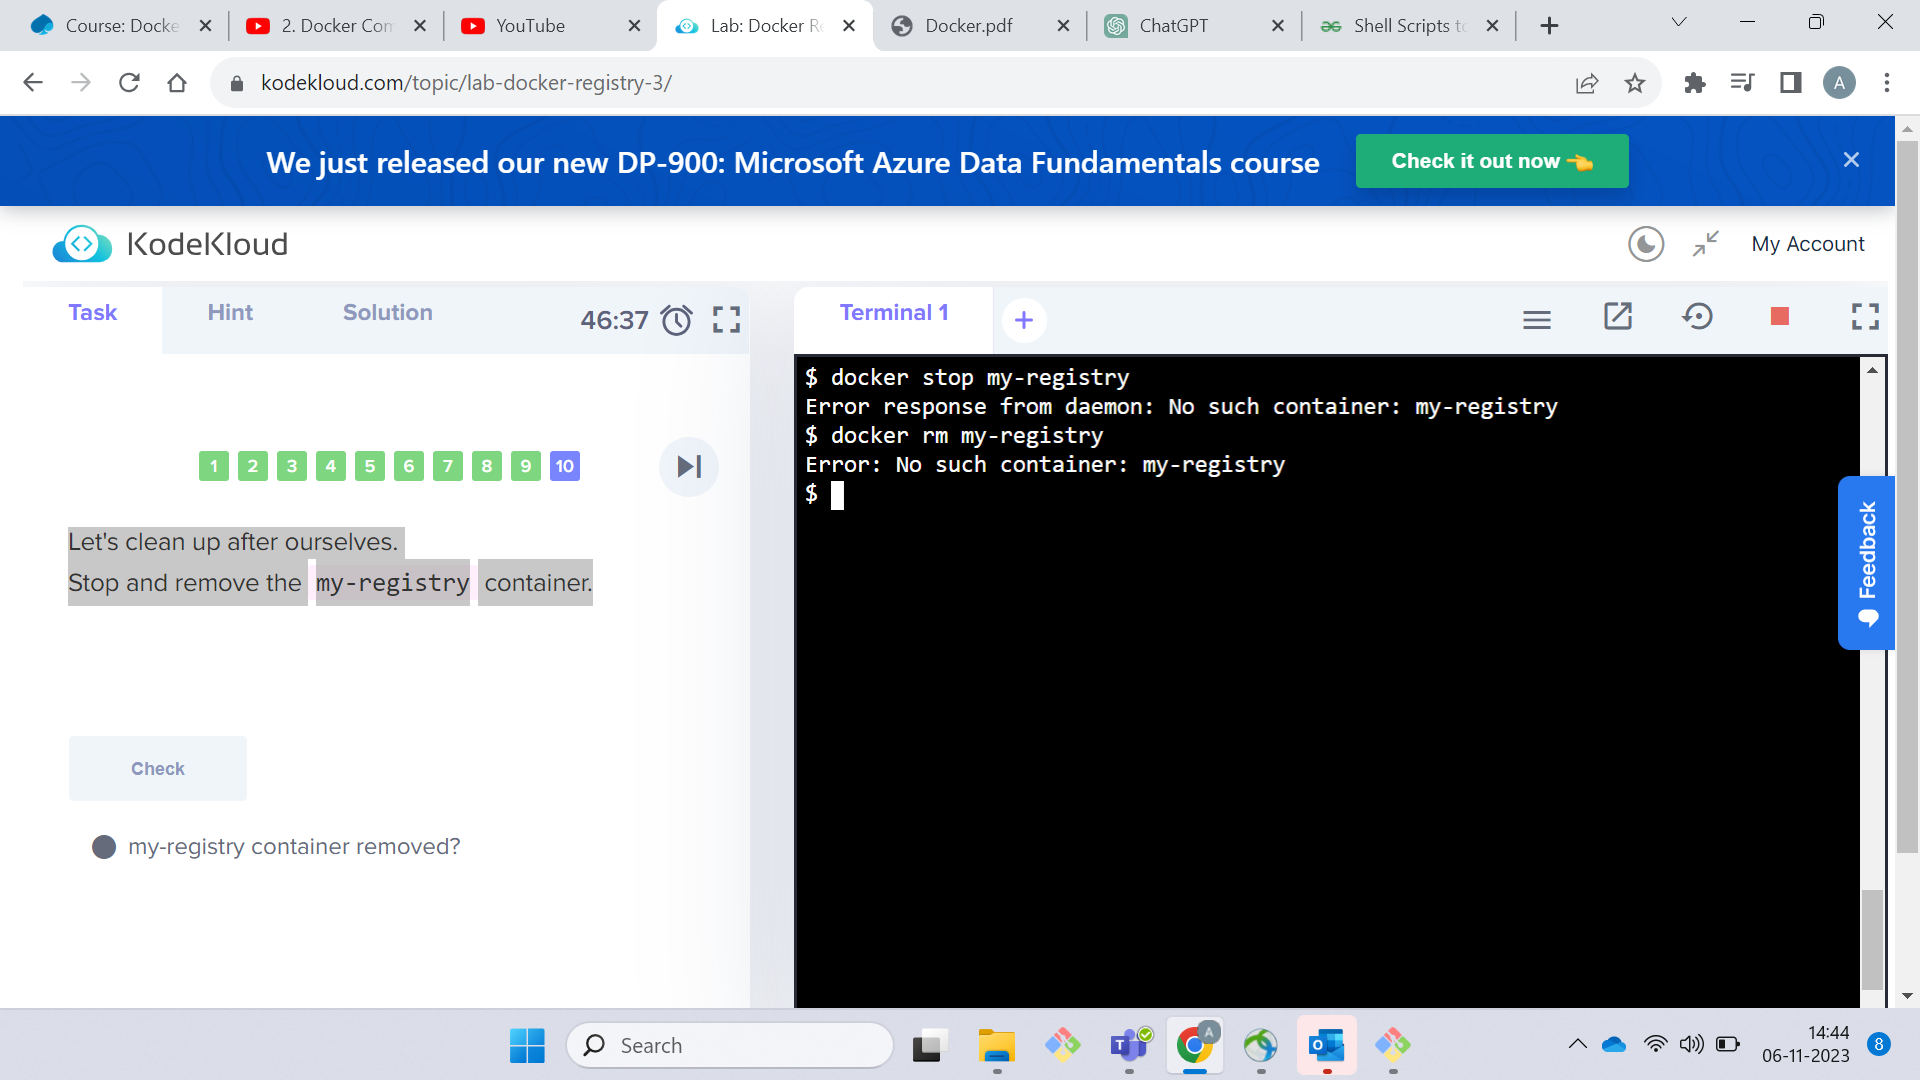 Course: Docke
2. Docker Con
YouTube
Lab: Docker Re
Docker.pdf
ChatGPT
Shell Scripts to
kodekloud.com/topic/lab-docker-registry-3/
A
We just released our new DP-900: Microsoft Azure Data Fundamentals course
Check it out now
KodeKloud
My Account
Task
Hint
Solution
46:37
Terminal 1
$ docker stop my-registry
Error response from daemon: No such container: my-registry
$ docker rm my-registry
Error: No such container: my-registry
$
1 2 3 4 5 6 7 8 9 10
Let's clean up after ourselves.
Stop and remove the my-registry container.
Feedback
Check
my-registry container removed?
Search
14:44
06-11-2023
8